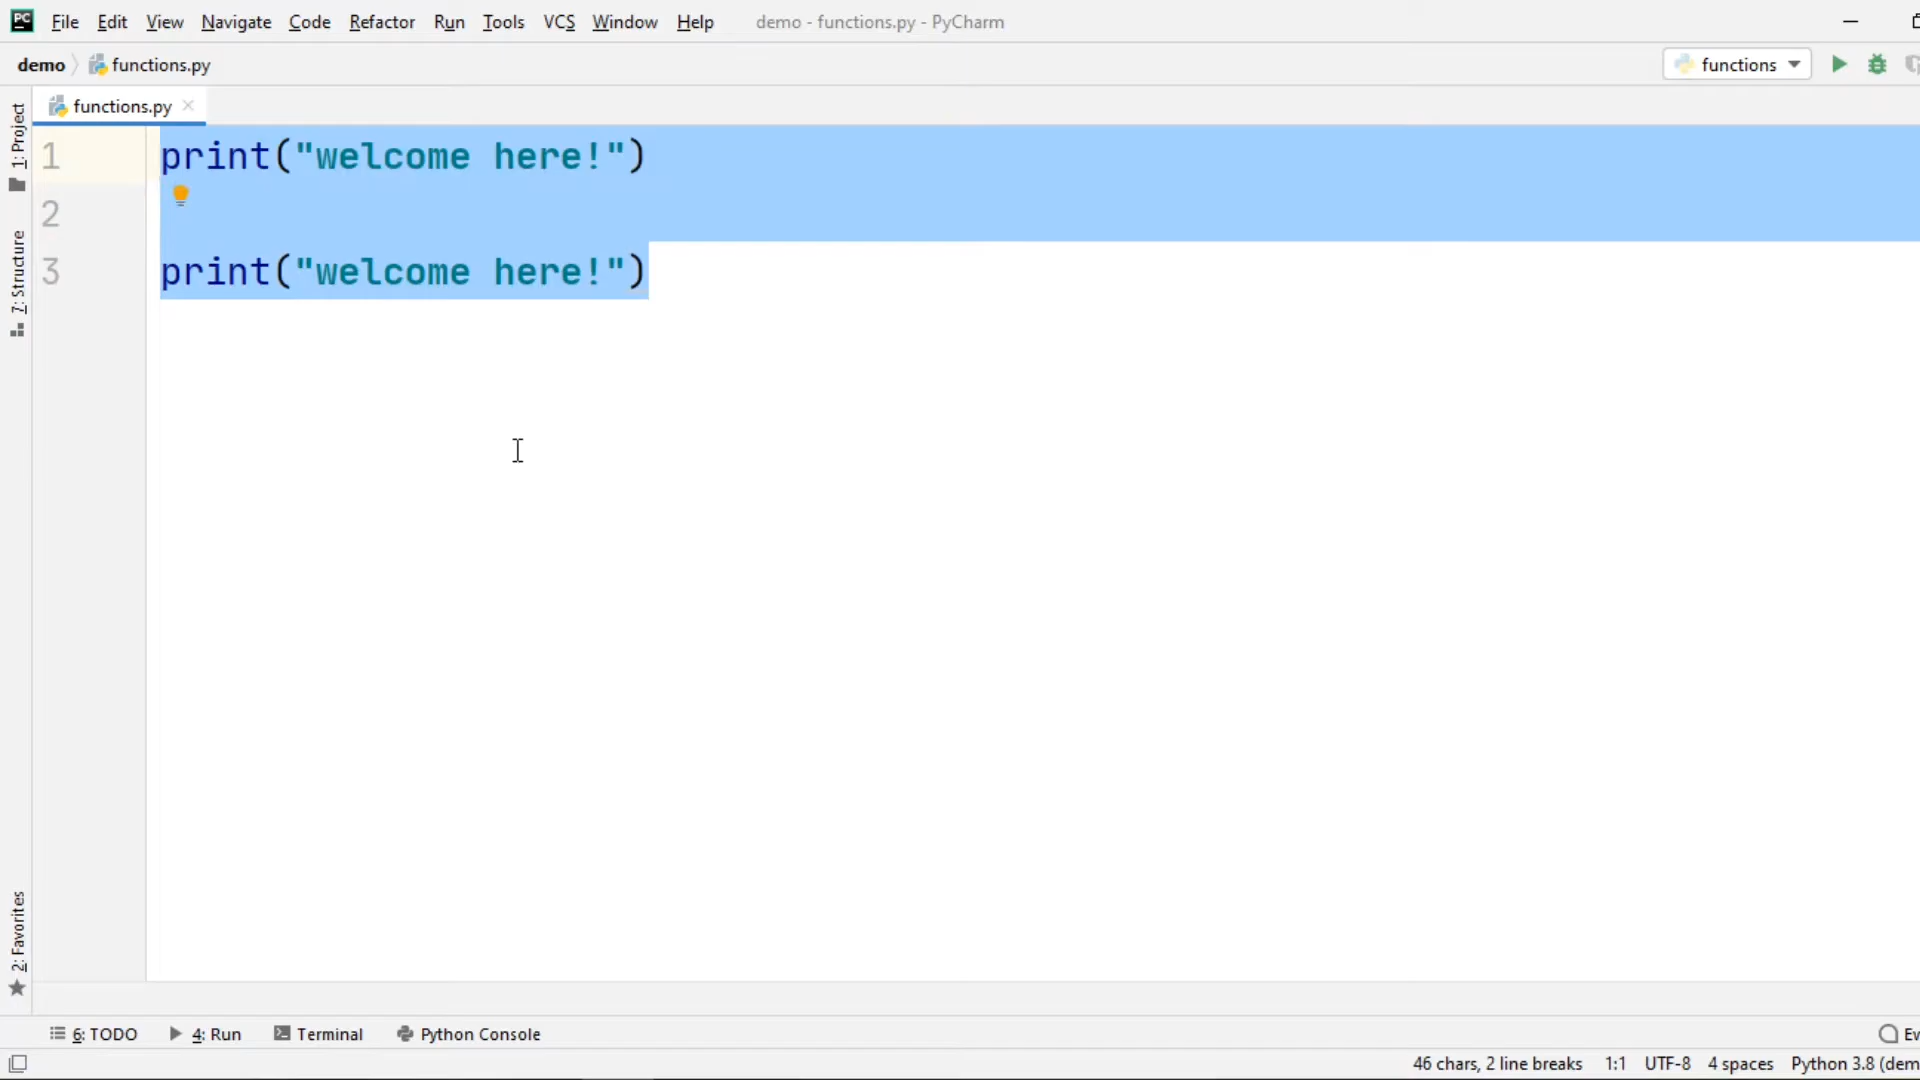 PC File Edit View Navigate Code Refactor Run Tools VCS Window Help demo - functions.py - PyCharm
demo functions.py functions
functions.py
1 print("welcome here!")
2
3 print("welcome here!")
1: Project
7: Structure
2: Favorites
6: TODO 4: Run Terminal Python Console Ev
46 chars, 2 line breaks 1:1 UTF-8 4 spaces Python 3.8 (dem